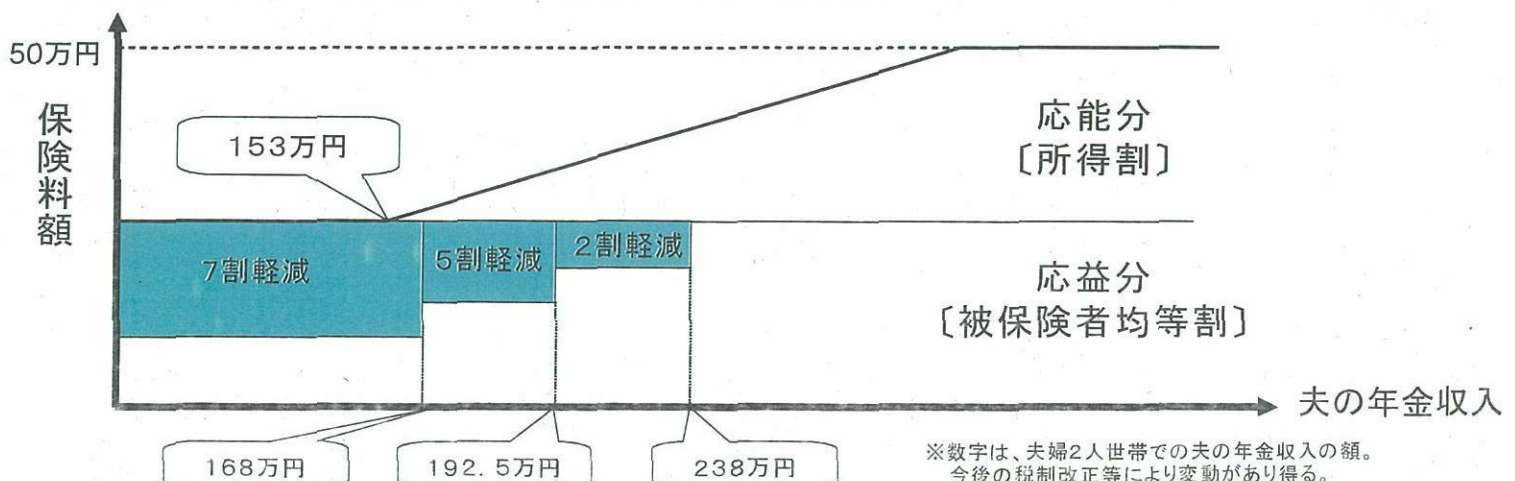 50万円
保険料額
153万円
応能分
〔所得割〕
7割軽減
5割軽減
2割軽減
応益分
〔被保険者均等割〕
夫の年金収入
168万円
192.5万円
238万円
※数字は、夫婦2人世帯での夫の年金収入の額。
今後の税制改正等により変動があり得る。